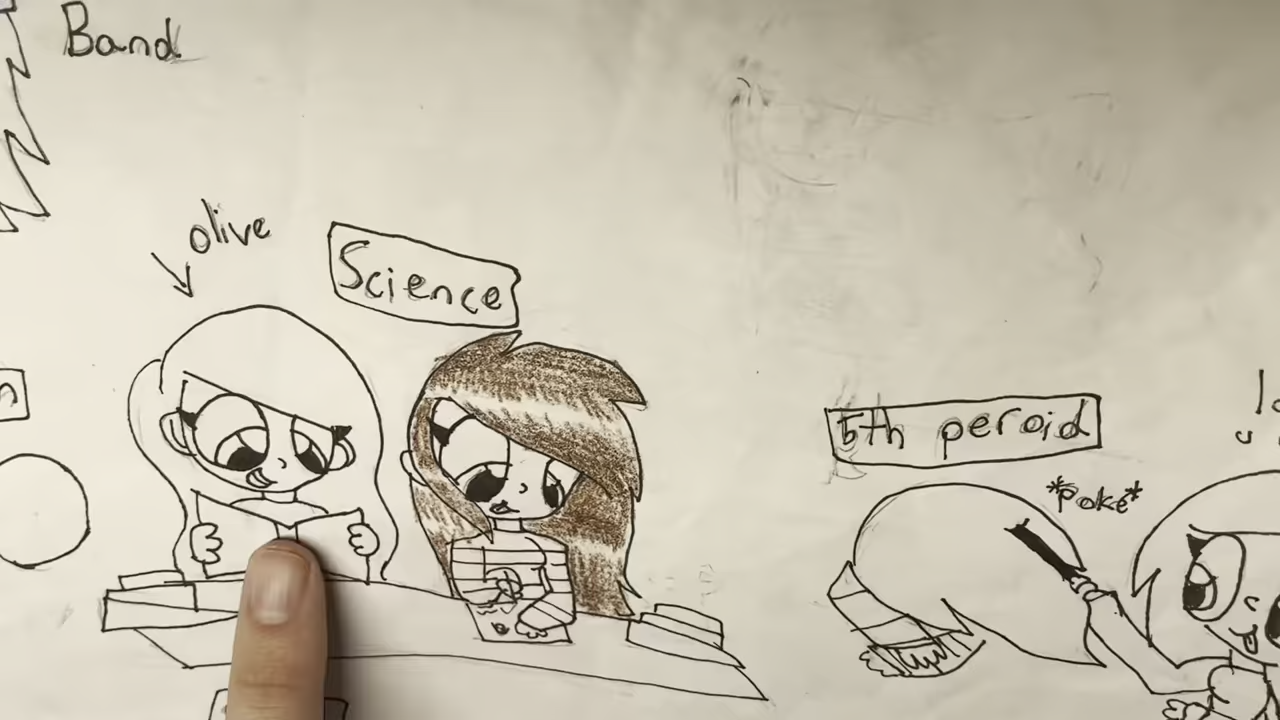 Band
olive
Science
5th peroid
*poke*